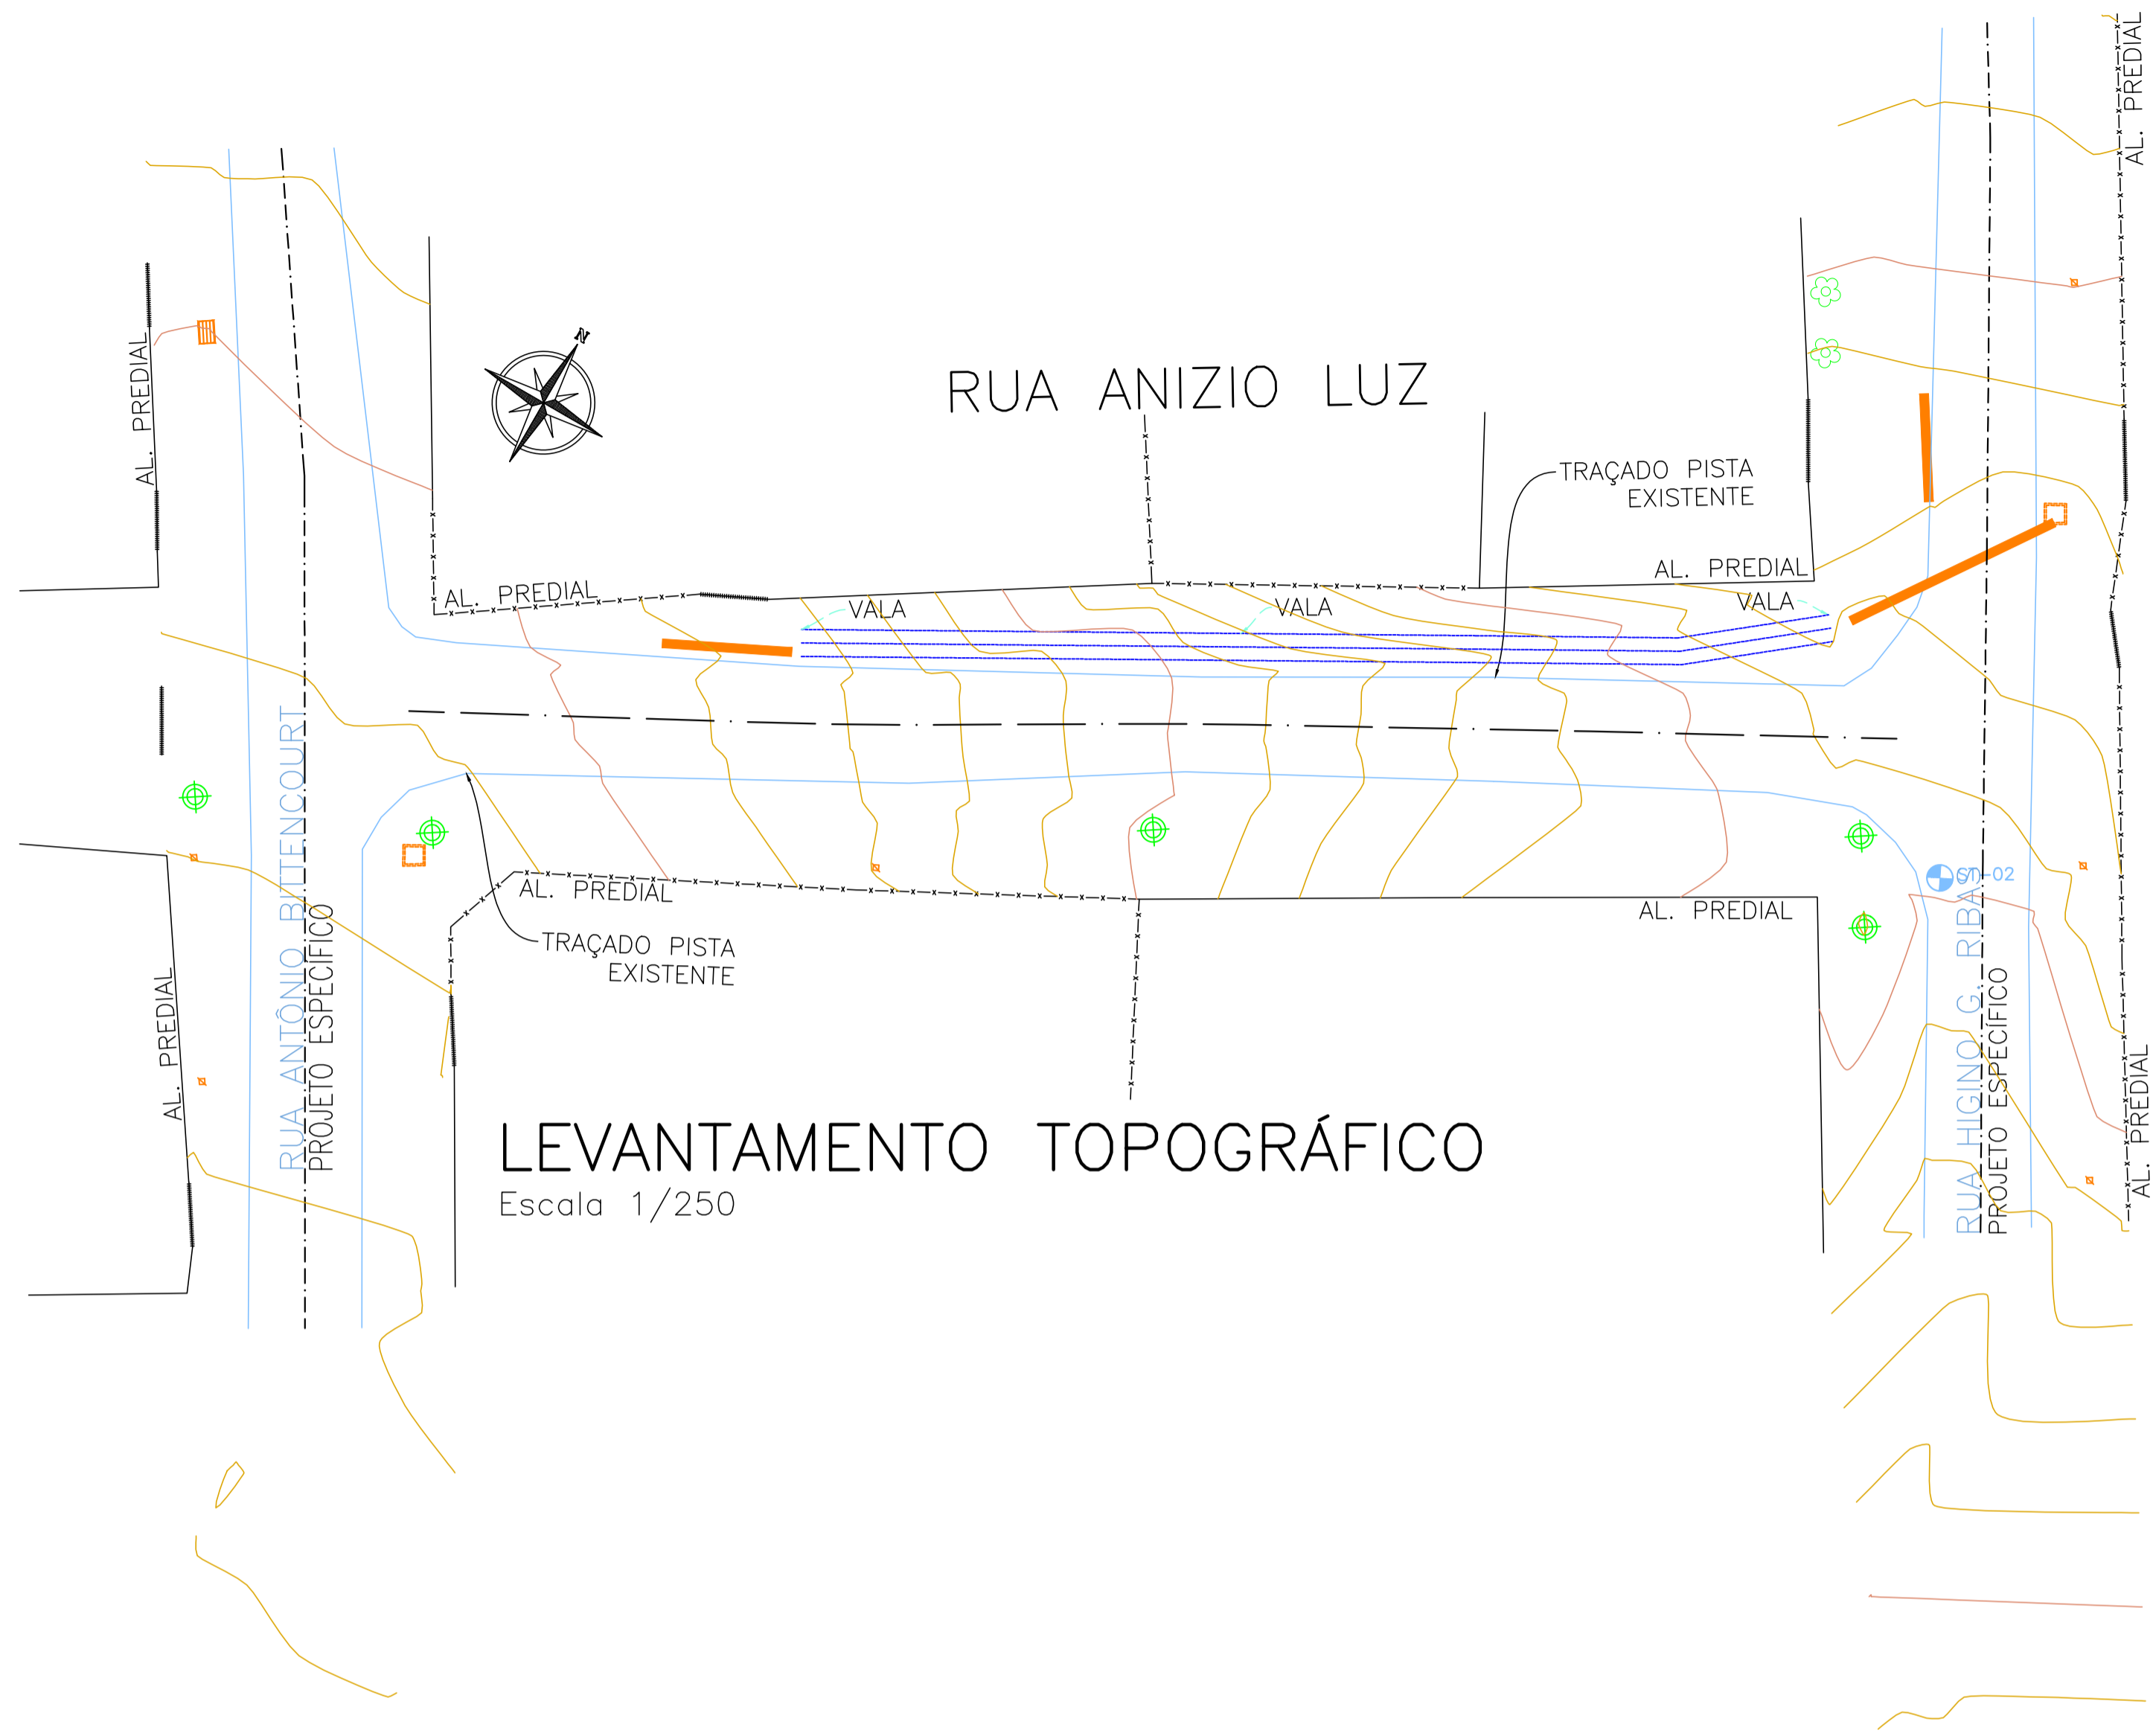 AL. PREDIAL
N
AL. PREDIAL
RUA ANIZIO LUZ
TRAÇADO PISTA
EXISTENTE
AL. PREDIAL
AL. PREDIAL
VALA
VALA
VALA
RUA ANTÔNIO BITTENCOURT
PROJETO ESPECÍFICO
AL. PREDIAL
AL. PREDIAL
ST-02
RUA HIGINO G. RIBAS
PROJETO ESPECÍFICO
TRAÇADO PISTA
EXISTENTE
AL. PREDIAL
AL. PREDIAL
LEVANTAMENTO TOPOGRÁFICO
Escala 1/250